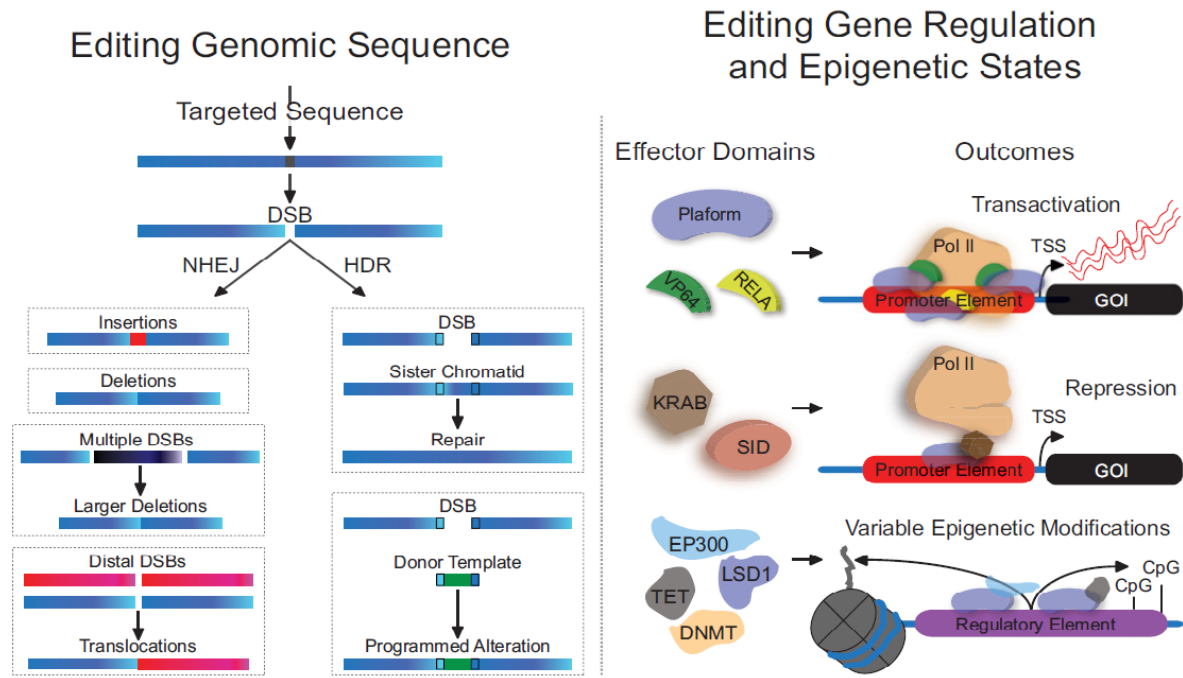 Editing Genomic Sequence
Targeted Sequence
DSB
NHEJ
HDR
Insertions
Deletions
Multiple DSBs
Larger Deletions
Distal DSBs
Translocations
DSB
Sister Chromatid
Repair
DSB
Donor Template
Programmed Alteration
Editing Gene Regulation
and Epigenetic States
Effector Domains
Outcomes
Plaform
VP64
RELA
Transactivation
Pol II
TSS
Promoter Element
GOI
KRAB
SID
Pol II
Repression
TSS
Promoter Element
GOI
EP300
LSD1
TET
DNMT
Variable Epigenetic Modifications
CpG
CpG
Regulatory Element